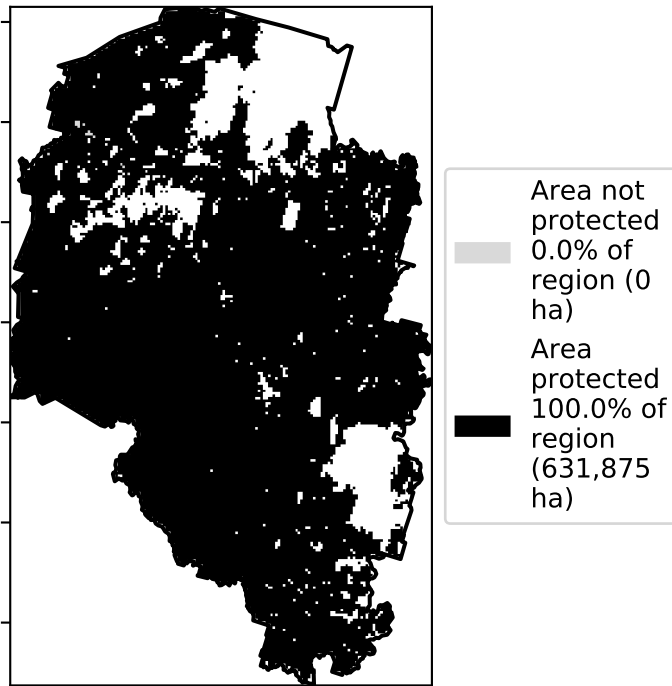 Area not
protected
0.0% of
region (0
ha)
Area
protected
100.0% of
region
(631,875
ha)